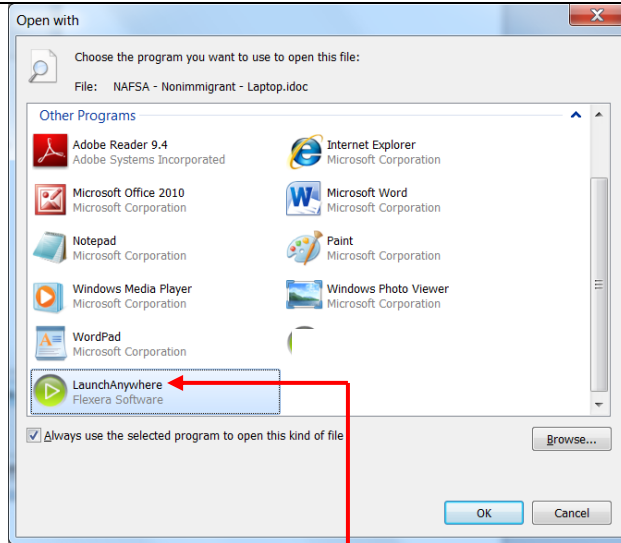 Open with
Choose the program you want to use to open this file:
File: NAFSA - Nonimmigrant - Laptop.idoc
Other Programs
Adobe Reader 9.4
Adobe Systems Incorporated
Internet Explorer
Microsoft Corporation
Microsoft Office 2010
Microsoft Corporation
Microsoft Word
Microsoft Corporation
Notepad
Microsoft Corporation
Paint
Microsoft Corporation
Windows Media Player
Microsoft Corporation
Windows Photo Viewer
Microsoft Corporation
WordPad
Microsoft Corporation
LaunchAnywhere
Flexera Software
Always use the selected program to open this kind of file
Browse...
OK
Cancel